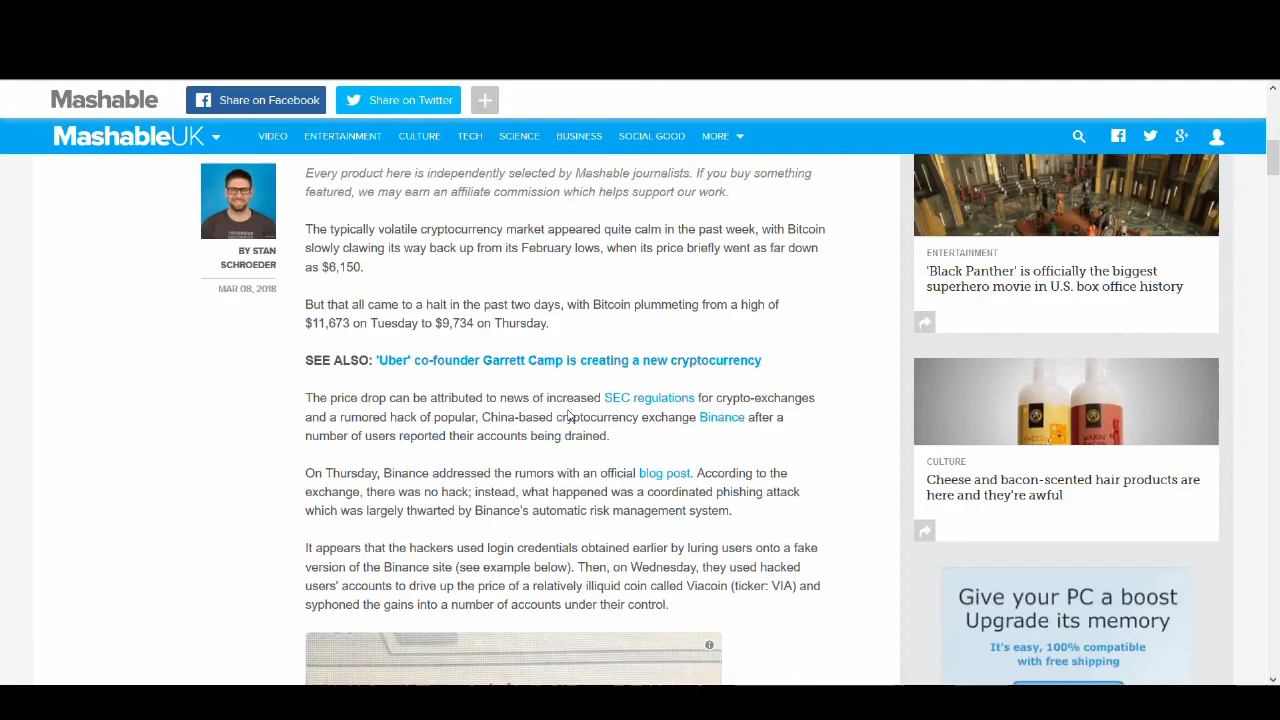 Mashable
Share on Facebook
Share on Twitter
MashableUK
VIDEO ENTERTAINMENT CULTURE TECH SCIENCE BUSINESS SOCIAL GOOD MORE
BY STAN
SCHROEDER
MAR 08, 2018
Every product here is independently selected by Mashable journalists. If you buy something
featured, we may earn an affiliate commission which helps support our work.
The typically volatile cryptocurrency market appeared quite calm in the past week, with Bitcoin
slowly clawing its way back up from its February lows, when its price briefly went as far down
as $6,150.
But that all came to a halt in the past two days, with Bitcoin plummeting from a high of
$11,673 on Tuesday to $9,734 on Thursday.
SEE ALSO: 'Uber' co-founder Garrett Camp is creating a new cryptocurrency
The price drop can be attributed to news of increased SEC regulations for crypto-exchanges
and a rumored hack of popular, China-based cryptocurrency exchange Binance after a
number of users reported their accounts being drained.
On Thursday, Binance addressed the rumors with an official blog post. According to the
exchange, there was no hack; instead, what happened was a coordinated phishing attack
which was largely thwarted by Binance's automatic risk management system.
It appears that the hackers used login credentials obtained earlier by luring users onto a fake
version of the Binance site (see example below). Then, on Wednesday, they used hacked
users' accounts to drive up the price of a relatively illiquid coin called Viacoin (ticker: VIA) and
syphoned the gains into a number of accounts under their control.
ENTERTAINMENT
'Black Panther' is officially the biggest
superhero movie in U.S. box office history
CULTURE
Cheese and bacon-scented hair products are
here and they're awful
Give your PC a boost
Upgrade its memory
It's easy, 100% compatible
with free shipping